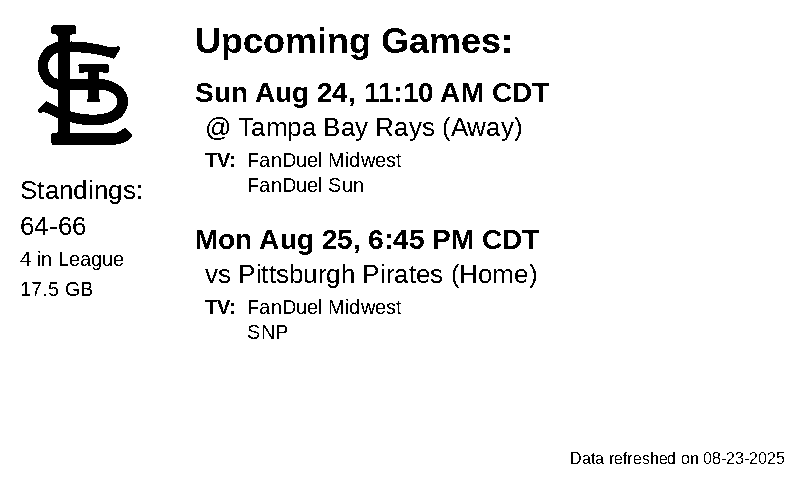 STL
Standings:
64-66
4 in League
17.5 GB
Upcoming Games:
Sun Aug 24, 11:10 AM CDT
@ Tampa Bay Rays (Away)
TV: FanDuel Midwest
FanDuel Sun
Mon Aug 25, 6:45 PM CDT
vs Pittsburgh Pirates (Home)
TV: FanDuel Midwest
SNP
Data refreshed on 08-23-2025